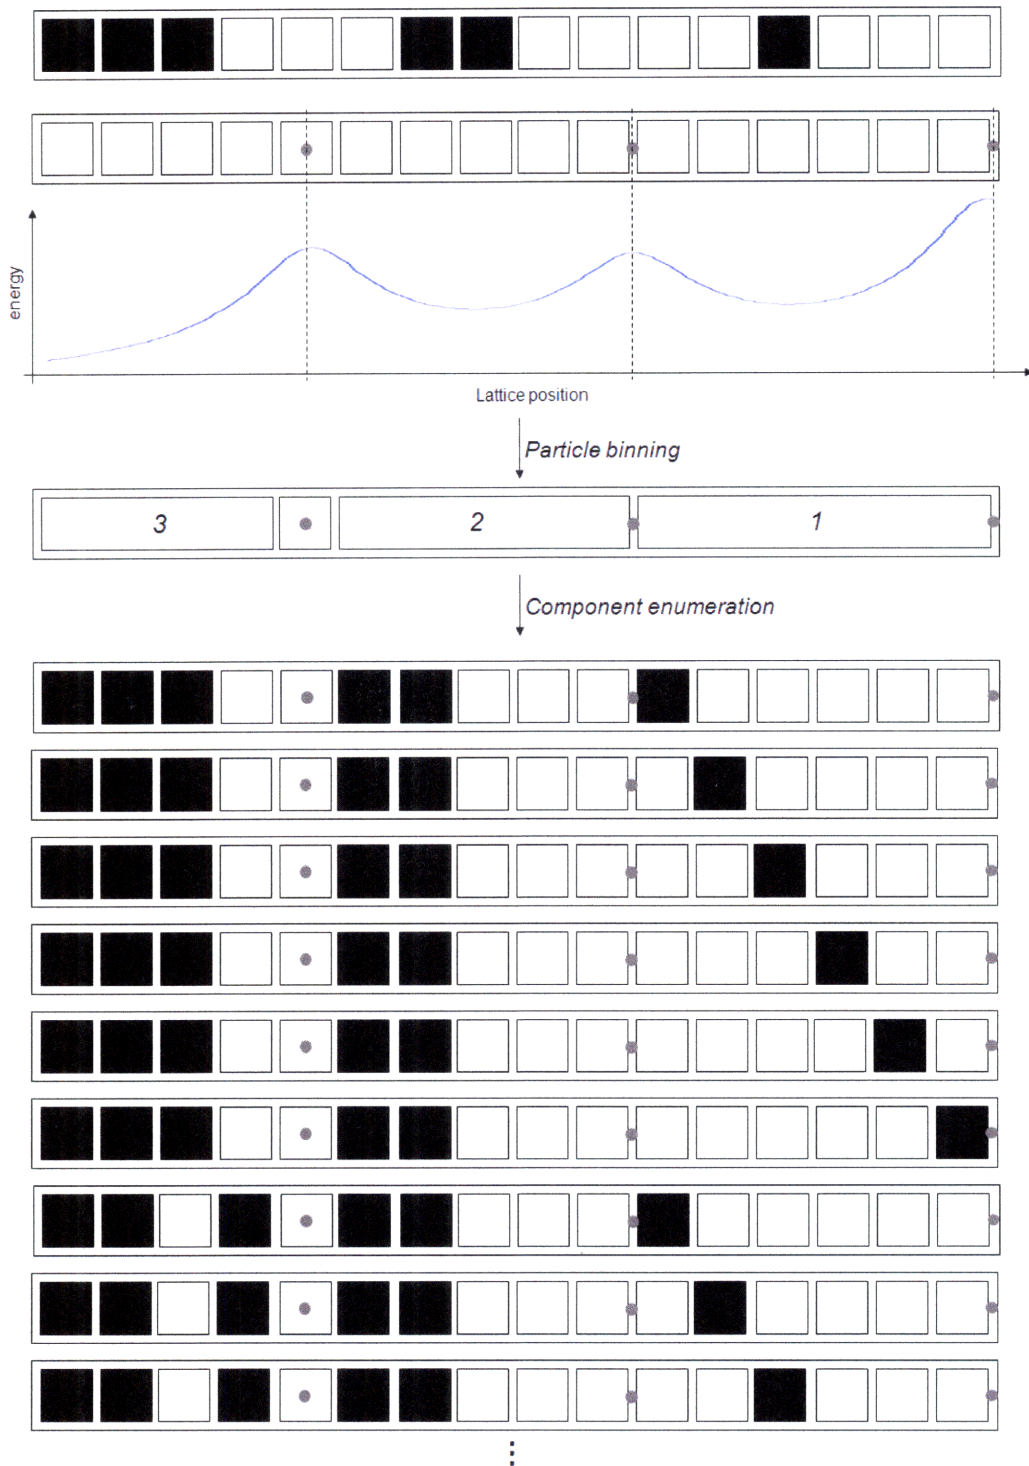 energy
Lattice position
Particle binning
3 2 1
Component enumeration